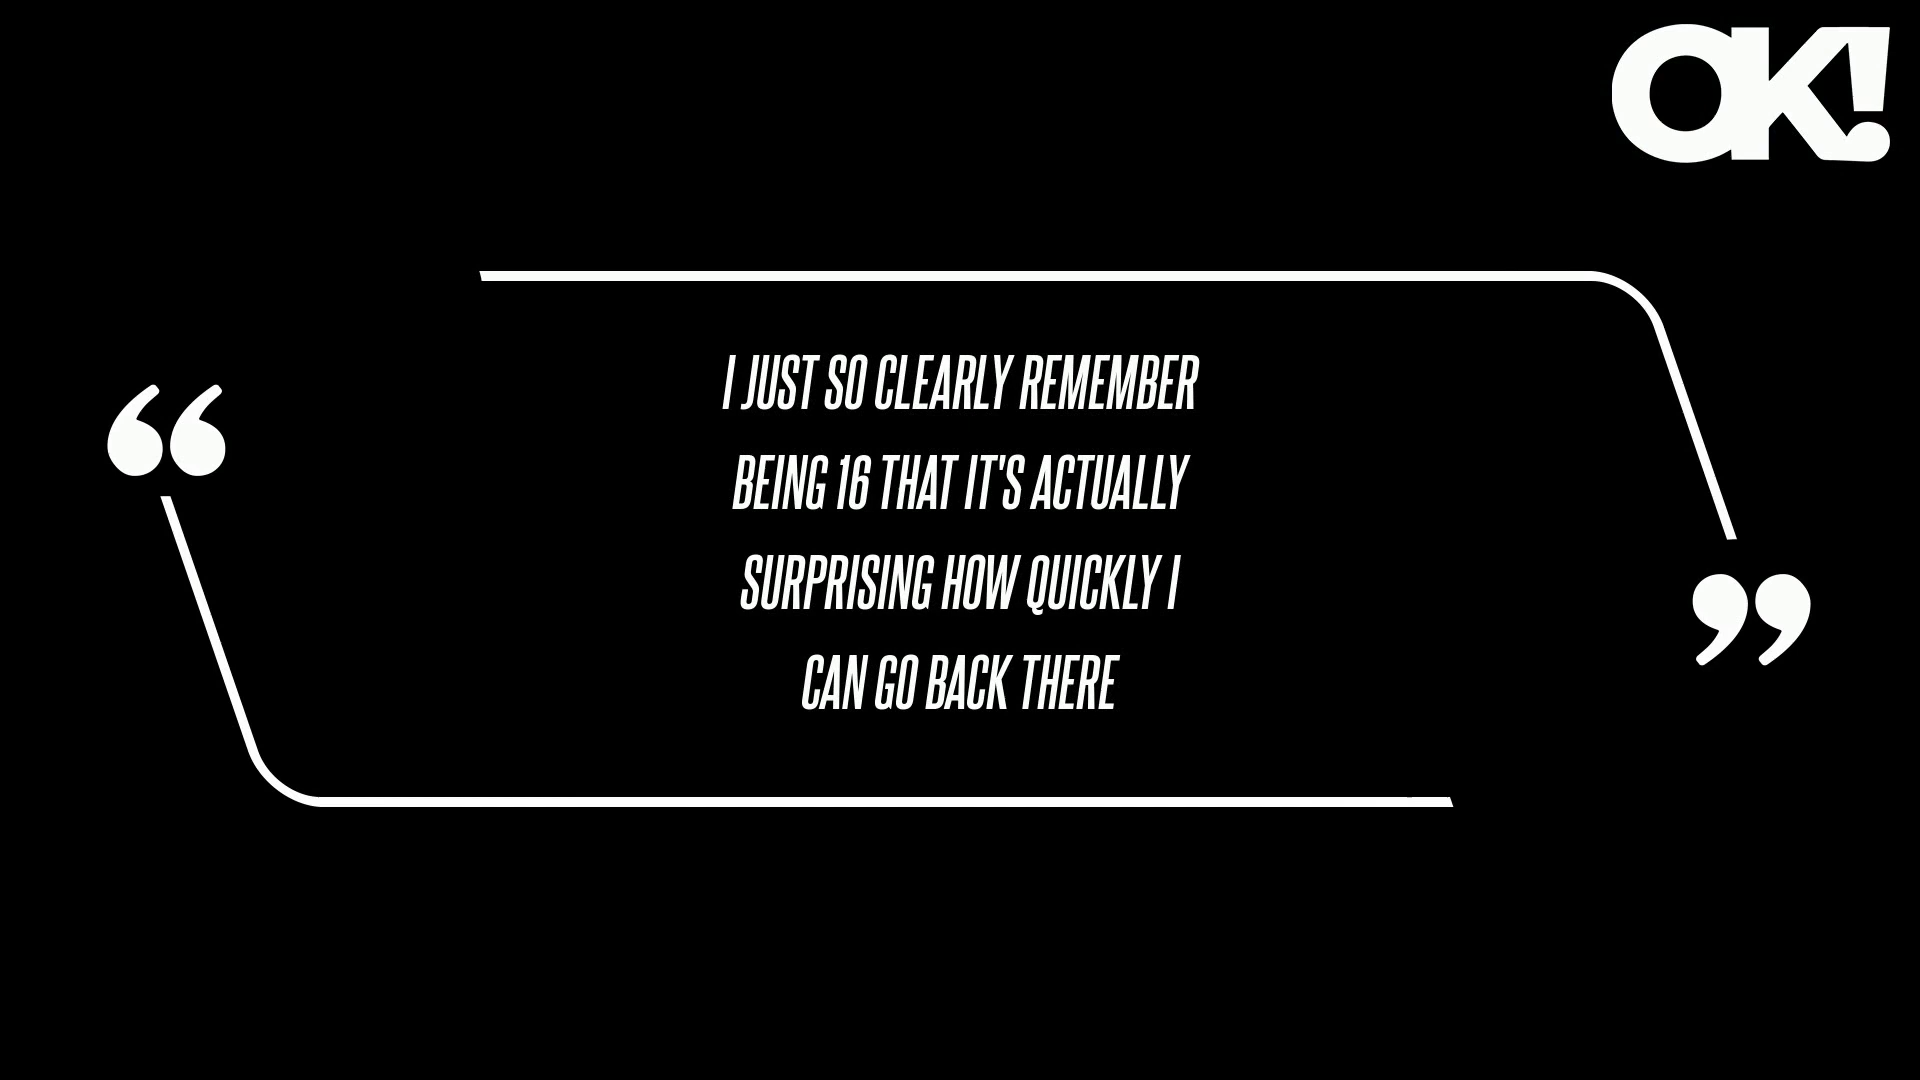 OK!
I JUST SO CLEARLY REMEMBER
BEING 16 THAT IT'S ACTUALLY
SURPRISING HOW QUICKLY I
CAN GO BACK THERE